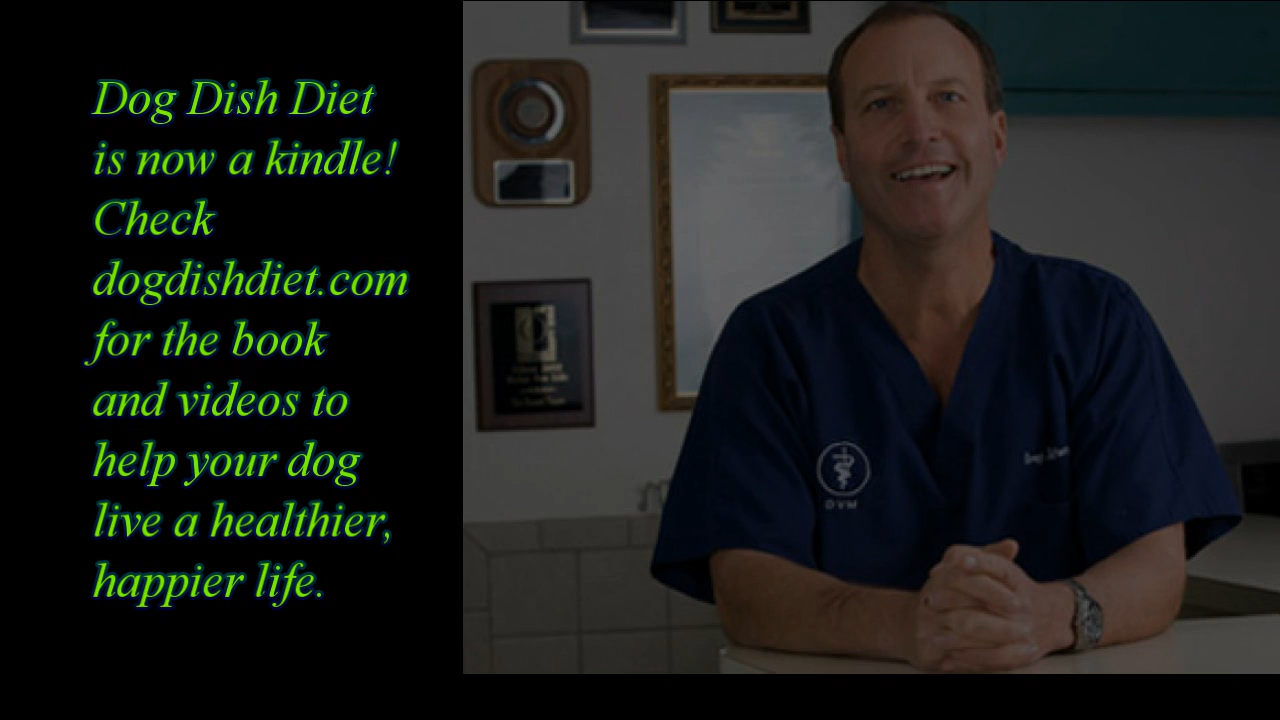 Dog Dish Diet
is now a kindle!
Check
dogdishdiet.com
for the book
and videos to
help your dog
live a healthier,
happier life.
DVM